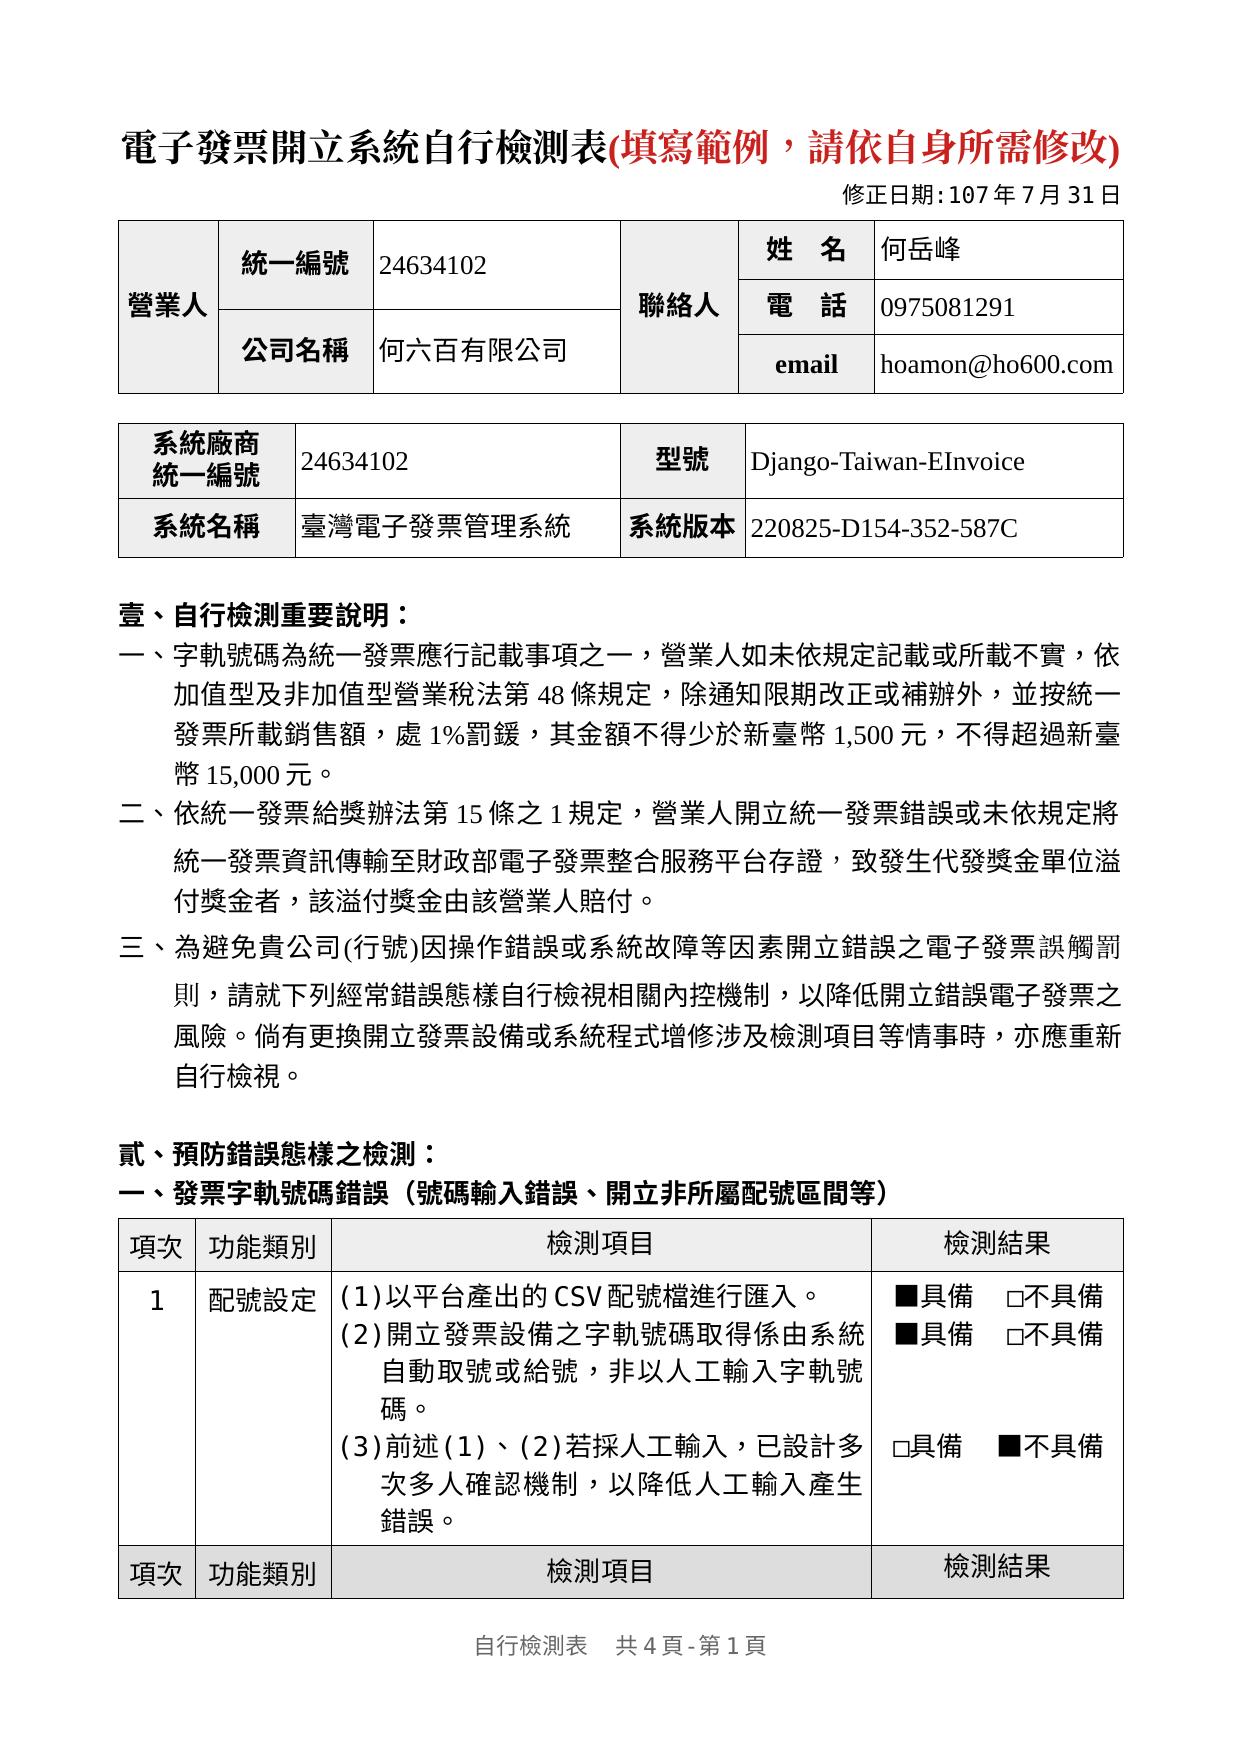 電子發票開立系統自行檢測表(填寫範例，請依自身所需修改)
修正日期:107年7月31日
營業人 統一編號 24634102 聯絡人 姓　名 何岳峰
電　話 0975081291
公司名稱 何六百有限公司
email hoamon@ho600.com
系統廠商
統一編號 24634102 型號 Django-Taiwan-EInvoice
系統名稱 臺灣電子發票管理系統 系統版本 220825-D154-352-587C
壹、自行檢測重要說明：
一、字軌號碼為統一發票應行記載事項之一，營業人如未依規定記載或所載不實，依
加值型及非加值型營業稅法第 48 條規定，除通知限期改正或補辦外，並按統一
發票所載銷售額，處 1%罰鍰，其金額不得少於新臺幣 1,500 元，不得超過新臺
幣 15,000 元。
二、依統一發票給獎辦法第 15 條之 1 規定，營業人開立統一發票錯誤或未依規定將
統一發票資訊傳輸至財政部電子發票整合服務平台存證，致發生代發獎金單位溢
付獎金者，該溢付獎金由該營業人賠付。
三、為避免貴公司(行號)因操作錯誤或系統故障等因素開立錯誤之電子發票誤觸罰
則，請就下列經常錯誤態樣自行檢視相關內控機制，以降低開立錯誤電子發票之
風險。倘有更換開立發票設備或系統程式增修涉及檢測項目等情事時，亦應重新
自行檢視。
貳、預防錯誤態樣之檢測：
一、發票字軌號碼錯誤（號碼輸入錯誤、開立非所屬配號區間等）
項次 功能類別 檢測項目 檢測結果
1 配號設定 (1)以平台產出的CSV配號檔進行匯入。 ■具備　□不具備
(2)開立發票設備之字軌號碼取得係由系統 ■具備　□不具備
自動取號或給號，非以人工輸入字軌號
碼。
(3)前述(1)、(2)若採人工輸入，已設計多 □具備　■不具備
次多人確認機制，以降低人工輸入產生
錯誤。
項次 功能類別 檢測項目 檢測結果
自行檢測表　共4頁-第1頁